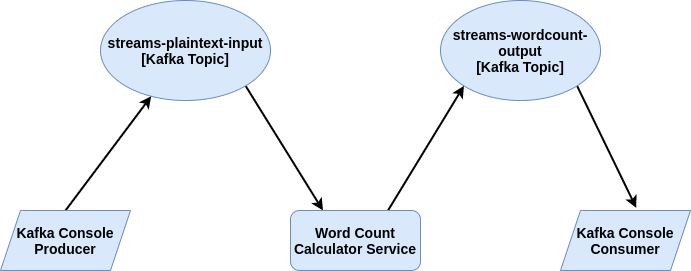 streams-plaintext-input
[Kafka Topic]
streams-wordcount-
output
[Kafka Topic]
Kafka Console
Producer
Word Count
Calculator Service
Kafka Console
Consumer